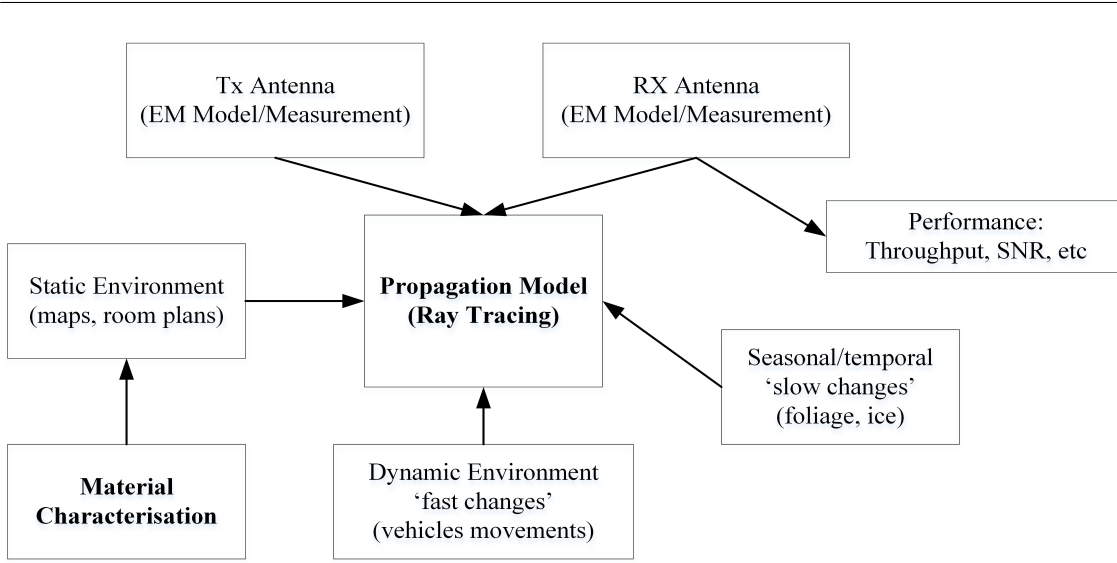 Tx Antenna
(EM Model/Measurement)
RX Antenna
(EM Model/Measurement)
Performance:
Throughput, SNR, etc
Static Environment
(maps, room plans)
Propagation Model
(Ray Tracing)
Seasonal/temporal
‘slow changes’
(foliage, ice)
Material
Characterisation
Dynamic Environment
‘fast changes’
(vehicles movements)